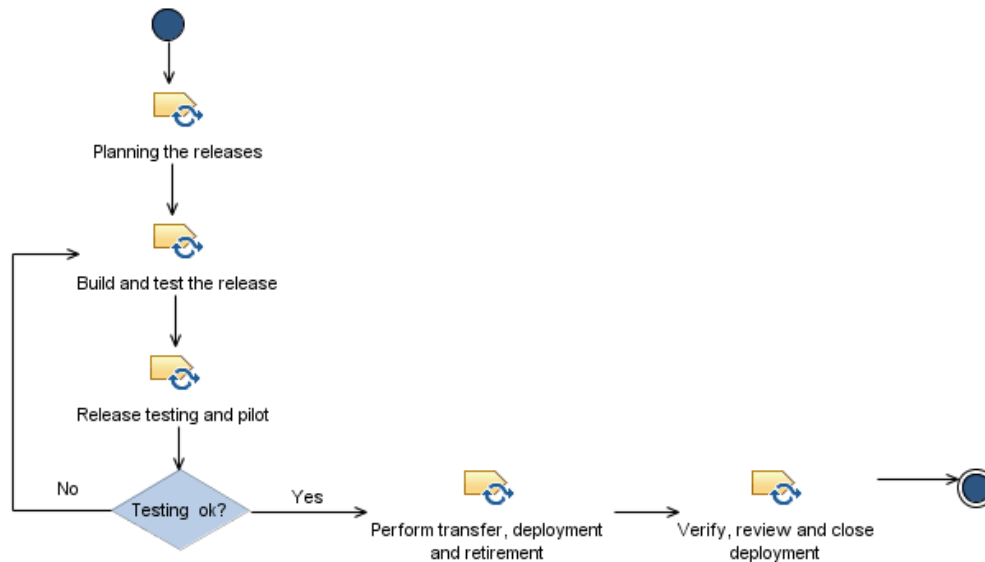 Planning the releases
Build and test the release
Release testing and pilot
No
Testing ok?
Yes
Perform transfer, deployment
and retirement
Verify, review and close
deployment